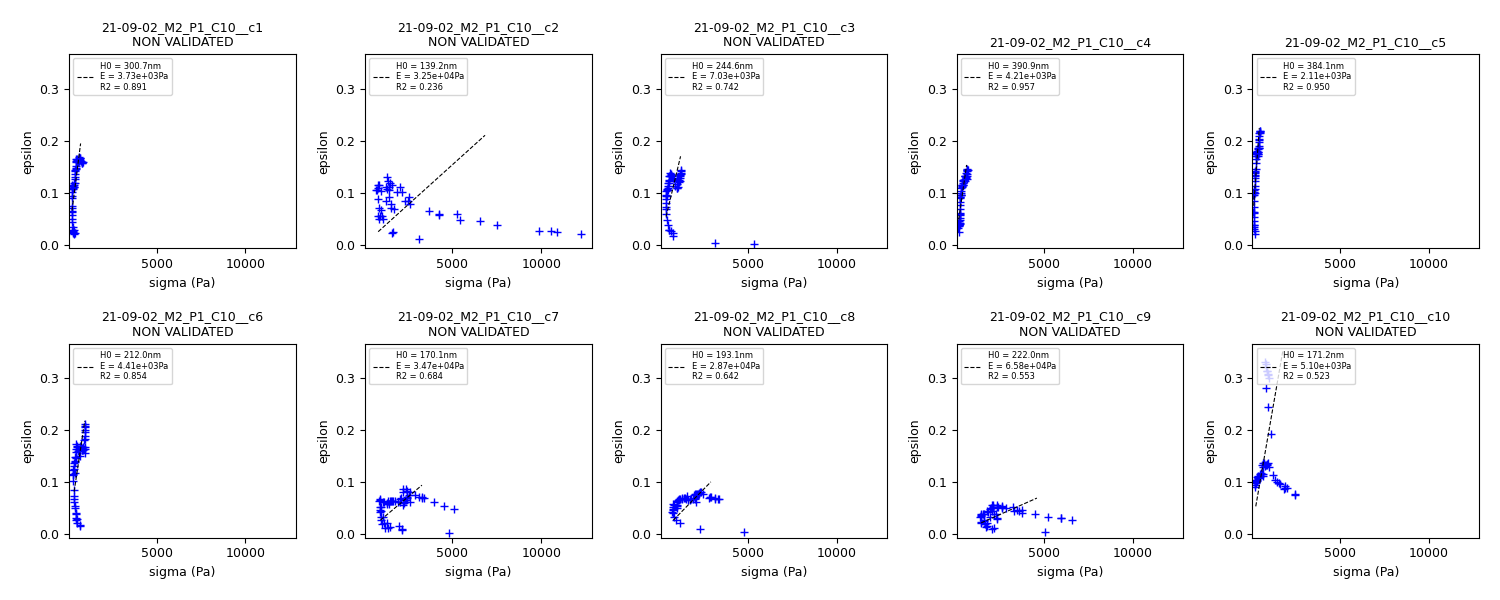 21-09-02_M2_P1_C10__c1
NON VALIDATED
H0 = 300.7nm
E = 3.73e+03Pa
R2 = 0.891
0.3
0.2
0.1
0.0
epsilon
5000
10000
sigma (Pa)
21-09-02_M2_P1_C10__c2
NON VALIDATED
H0 = 139.2nm
E = 3.25e+04Pa
R2 = 0.236
0.3
0.2
0.1
0.0
epsilon
5000
10000
sigma (Pa)
21-09-02_M2_P1_C10__c3
NON VALIDATED
H0 = 244.6nm
E = 7.03e+03Pa
R2 = 0.742
0.3
0.2
0.1
0.0
epsilon
5000
10000
sigma (Pa)
21-09-02_M2_P1_C10__c4
H0 = 390.9nm
E = 4.21e+03Pa
R2 = 0.957
0.3
0.2
0.1
0.0
epsilon
5000
10000
sigma (Pa)
21-09-02_M2_P1_C10__c5
H0 = 384.1nm
E = 2.11e+03Pa
R2 = 0.950
0.3
0.2
0.1
0.0
epsilon
5000
10000
sigma (Pa)
21-09-02_M2_P1_C10__c6
NON VALIDATED
H0 = 212.0nm
E = 4.41e+03Pa
R2 = 0.854
0.3
0.2
0.1
0.0
epsilon
5000
10000
sigma (Pa)
21-09-02_M2_P1_C10__c7
NON VALIDATED
H0 = 170.1nm
E = 3.47e+04Pa
R2 = 0.684
0.3
0.2
0.1
0.0
epsilon
5000
10000
sigma (Pa)
21-09-02_M2_P1_C10__c8
NON VALIDATED
H0 = 193.1nm
E = 2.87e+04Pa
R2 = 0.642
0.3
0.2
0.1
0.0
epsilon
5000
10000
sigma (Pa)
21-09-02_M2_P1_C10__c9
NON VALIDATED
H0 = 222.0nm
E = 6.58e+04Pa
R2 = 0.553
0.3
0.2
0.1
0.0
epsilon
5000
10000
sigma (Pa)
21-09-02_M2_P1_C10__c10
NON VALIDATED
H0 = 171.2nm
E = 5.10e+03Pa
R2 = 0.523
0.3
0.2
0.1
0.0
epsilon
5000
10000
sigma (Pa)